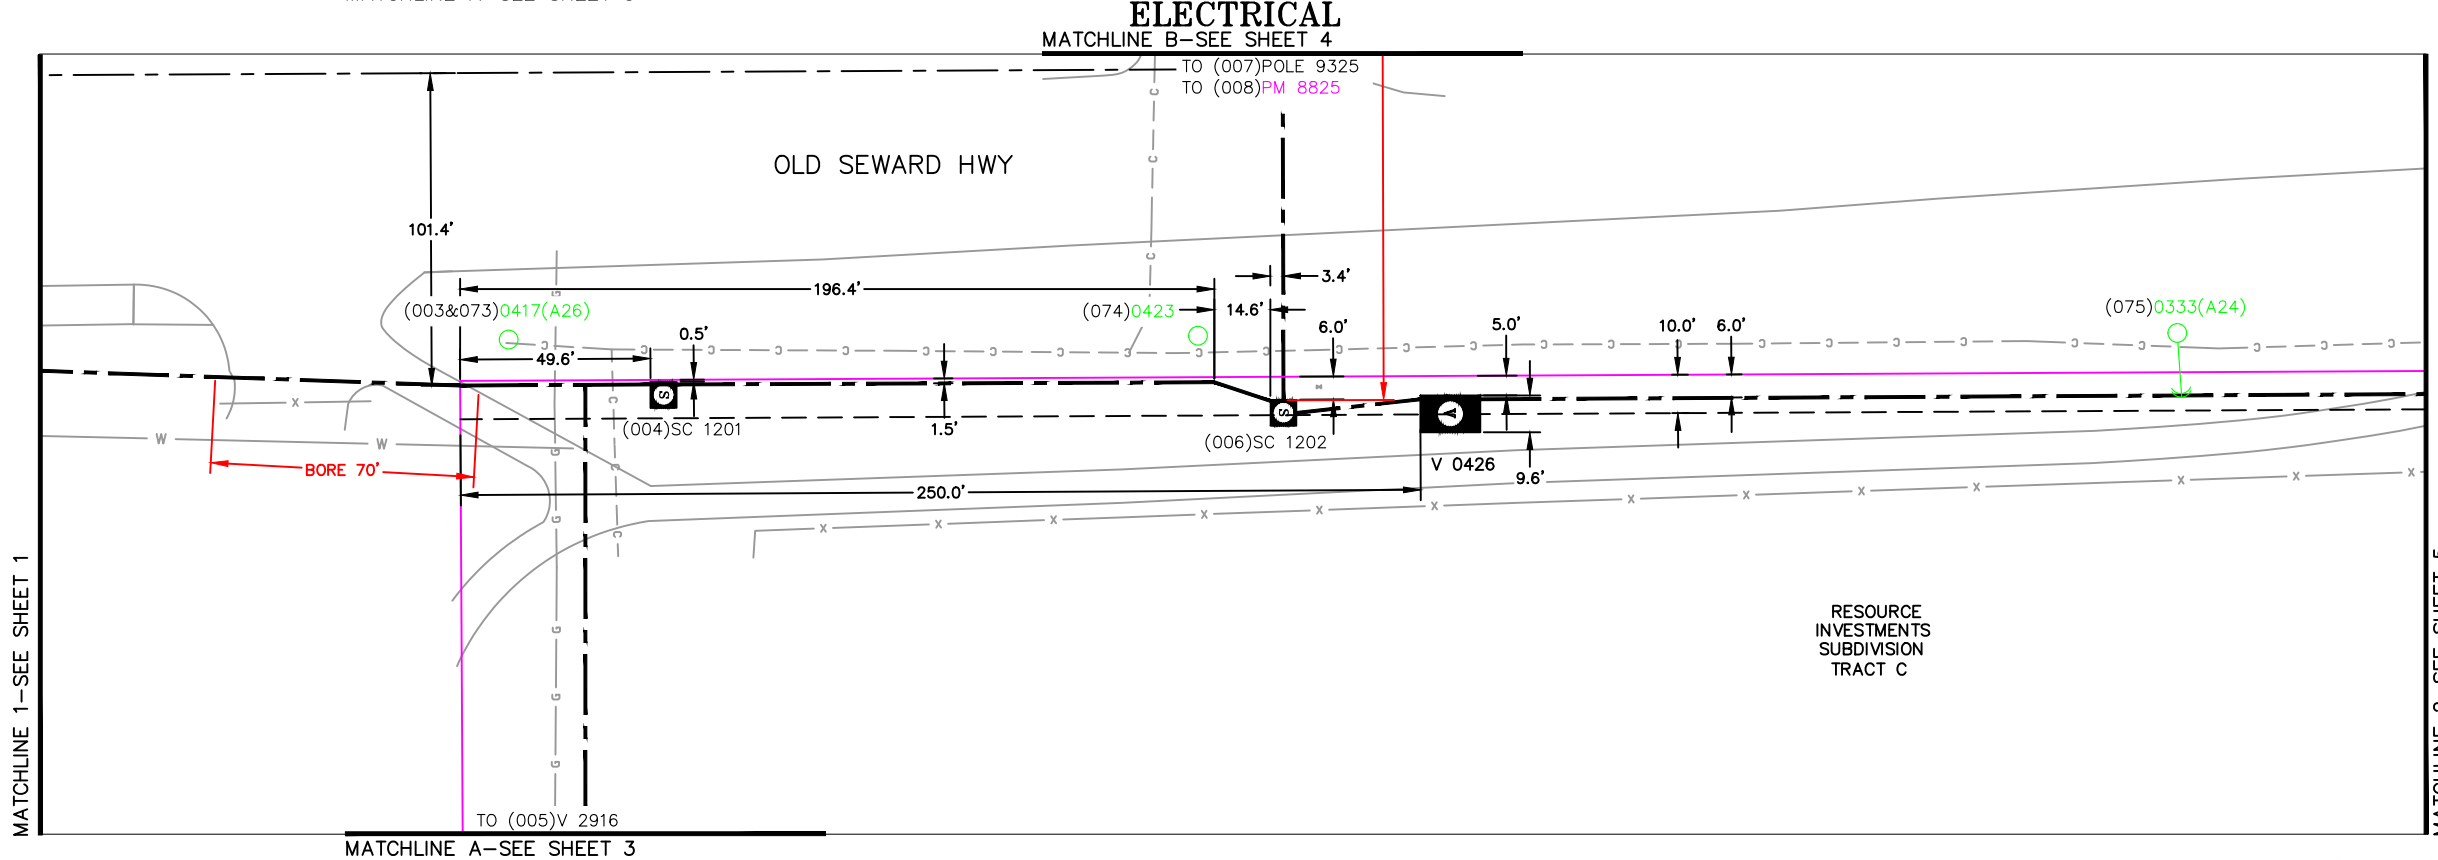 ELECTRICAL
MATCHLINE B-SEE SHEET 4
TO (007)POLE 9325
TO (008)PM 8825
OLD SEWARD HWY
101.4'
196.4'
3.4'
(003&073)0417(A26)
(074)0423
14.6'
(075)0333(A24)
0.5'
6.0'
5.0'
10.0'
6.0'
49.6'
C
G
X
W
S
S
V
(004)SC 1201
1.5'
(006)SC 1202
BORE 70'
V 0426
9.6'
250.0'
RESOURCE
INVESTMENTS
SUBDIVISION
TRACT C
MATCHLINE 1-SEE SHEET 1
TO (005)V 2916
MATCHLINE A-SEE SHEET 3